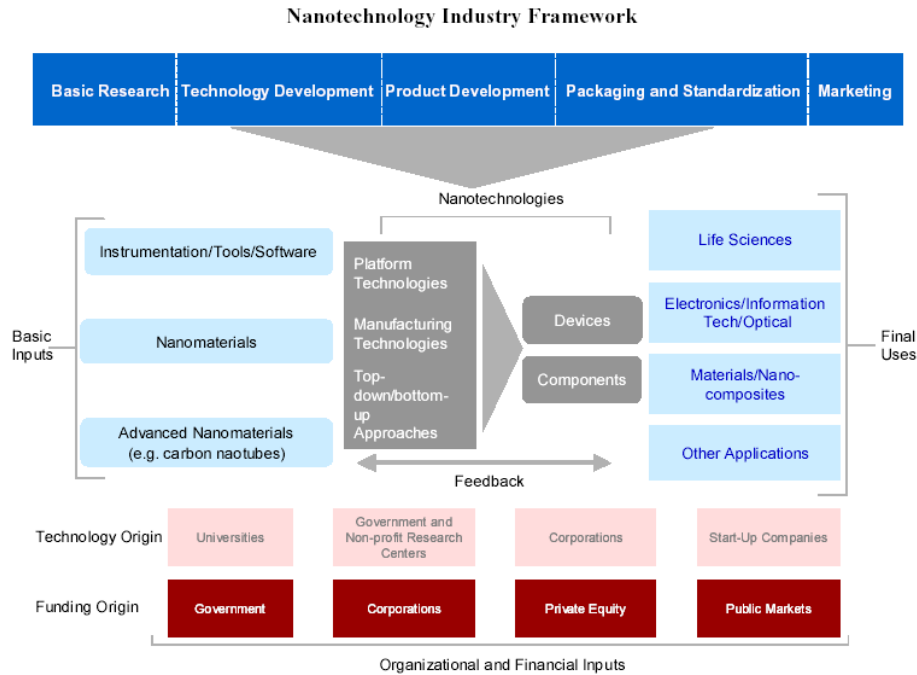 Nanotechnology Industry Framework
Basic Research
Technology Development
Product Development
Packaging and Standardization
Marketing
Nanotechnologies
Basic
Inputs
Instrumentation/Tools/Software
Nanomaterials
Advanced Nanomaterials
(e.g. carbon naotubes)
Platform
Technologies
Manufacturing
Technologies
Top-
down/bottom-
up
Approaches
Devices
Components
Feedback
Life Sciences
Electronics/Information
Tech/Optical
Materials/Nano-
composites
Other Applications
Final
Uses
Technology Origin
Universities
Government and
Non-profit Research
Centers
Corporations
Start-Up Companies
Funding Origin
Government
Corporations
Private Equity
Public Markets
Organizational and Financial Inputs